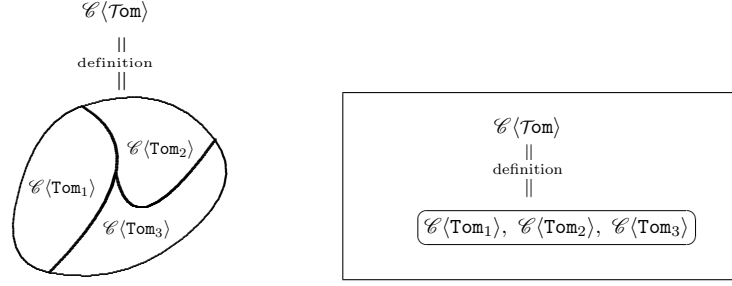 𝒞⟨𝒯om⟩
||
definition
||
𝒞⟨Tom₂⟩
𝒞⟨Tom₁⟩
𝒞⟨Tom₃⟩
𝒞⟨𝒯om⟩
||
definition
||
𝒞⟨Tom₁⟩, 𝒞⟨Tom₂⟩, 𝒞⟨Tom₃⟩